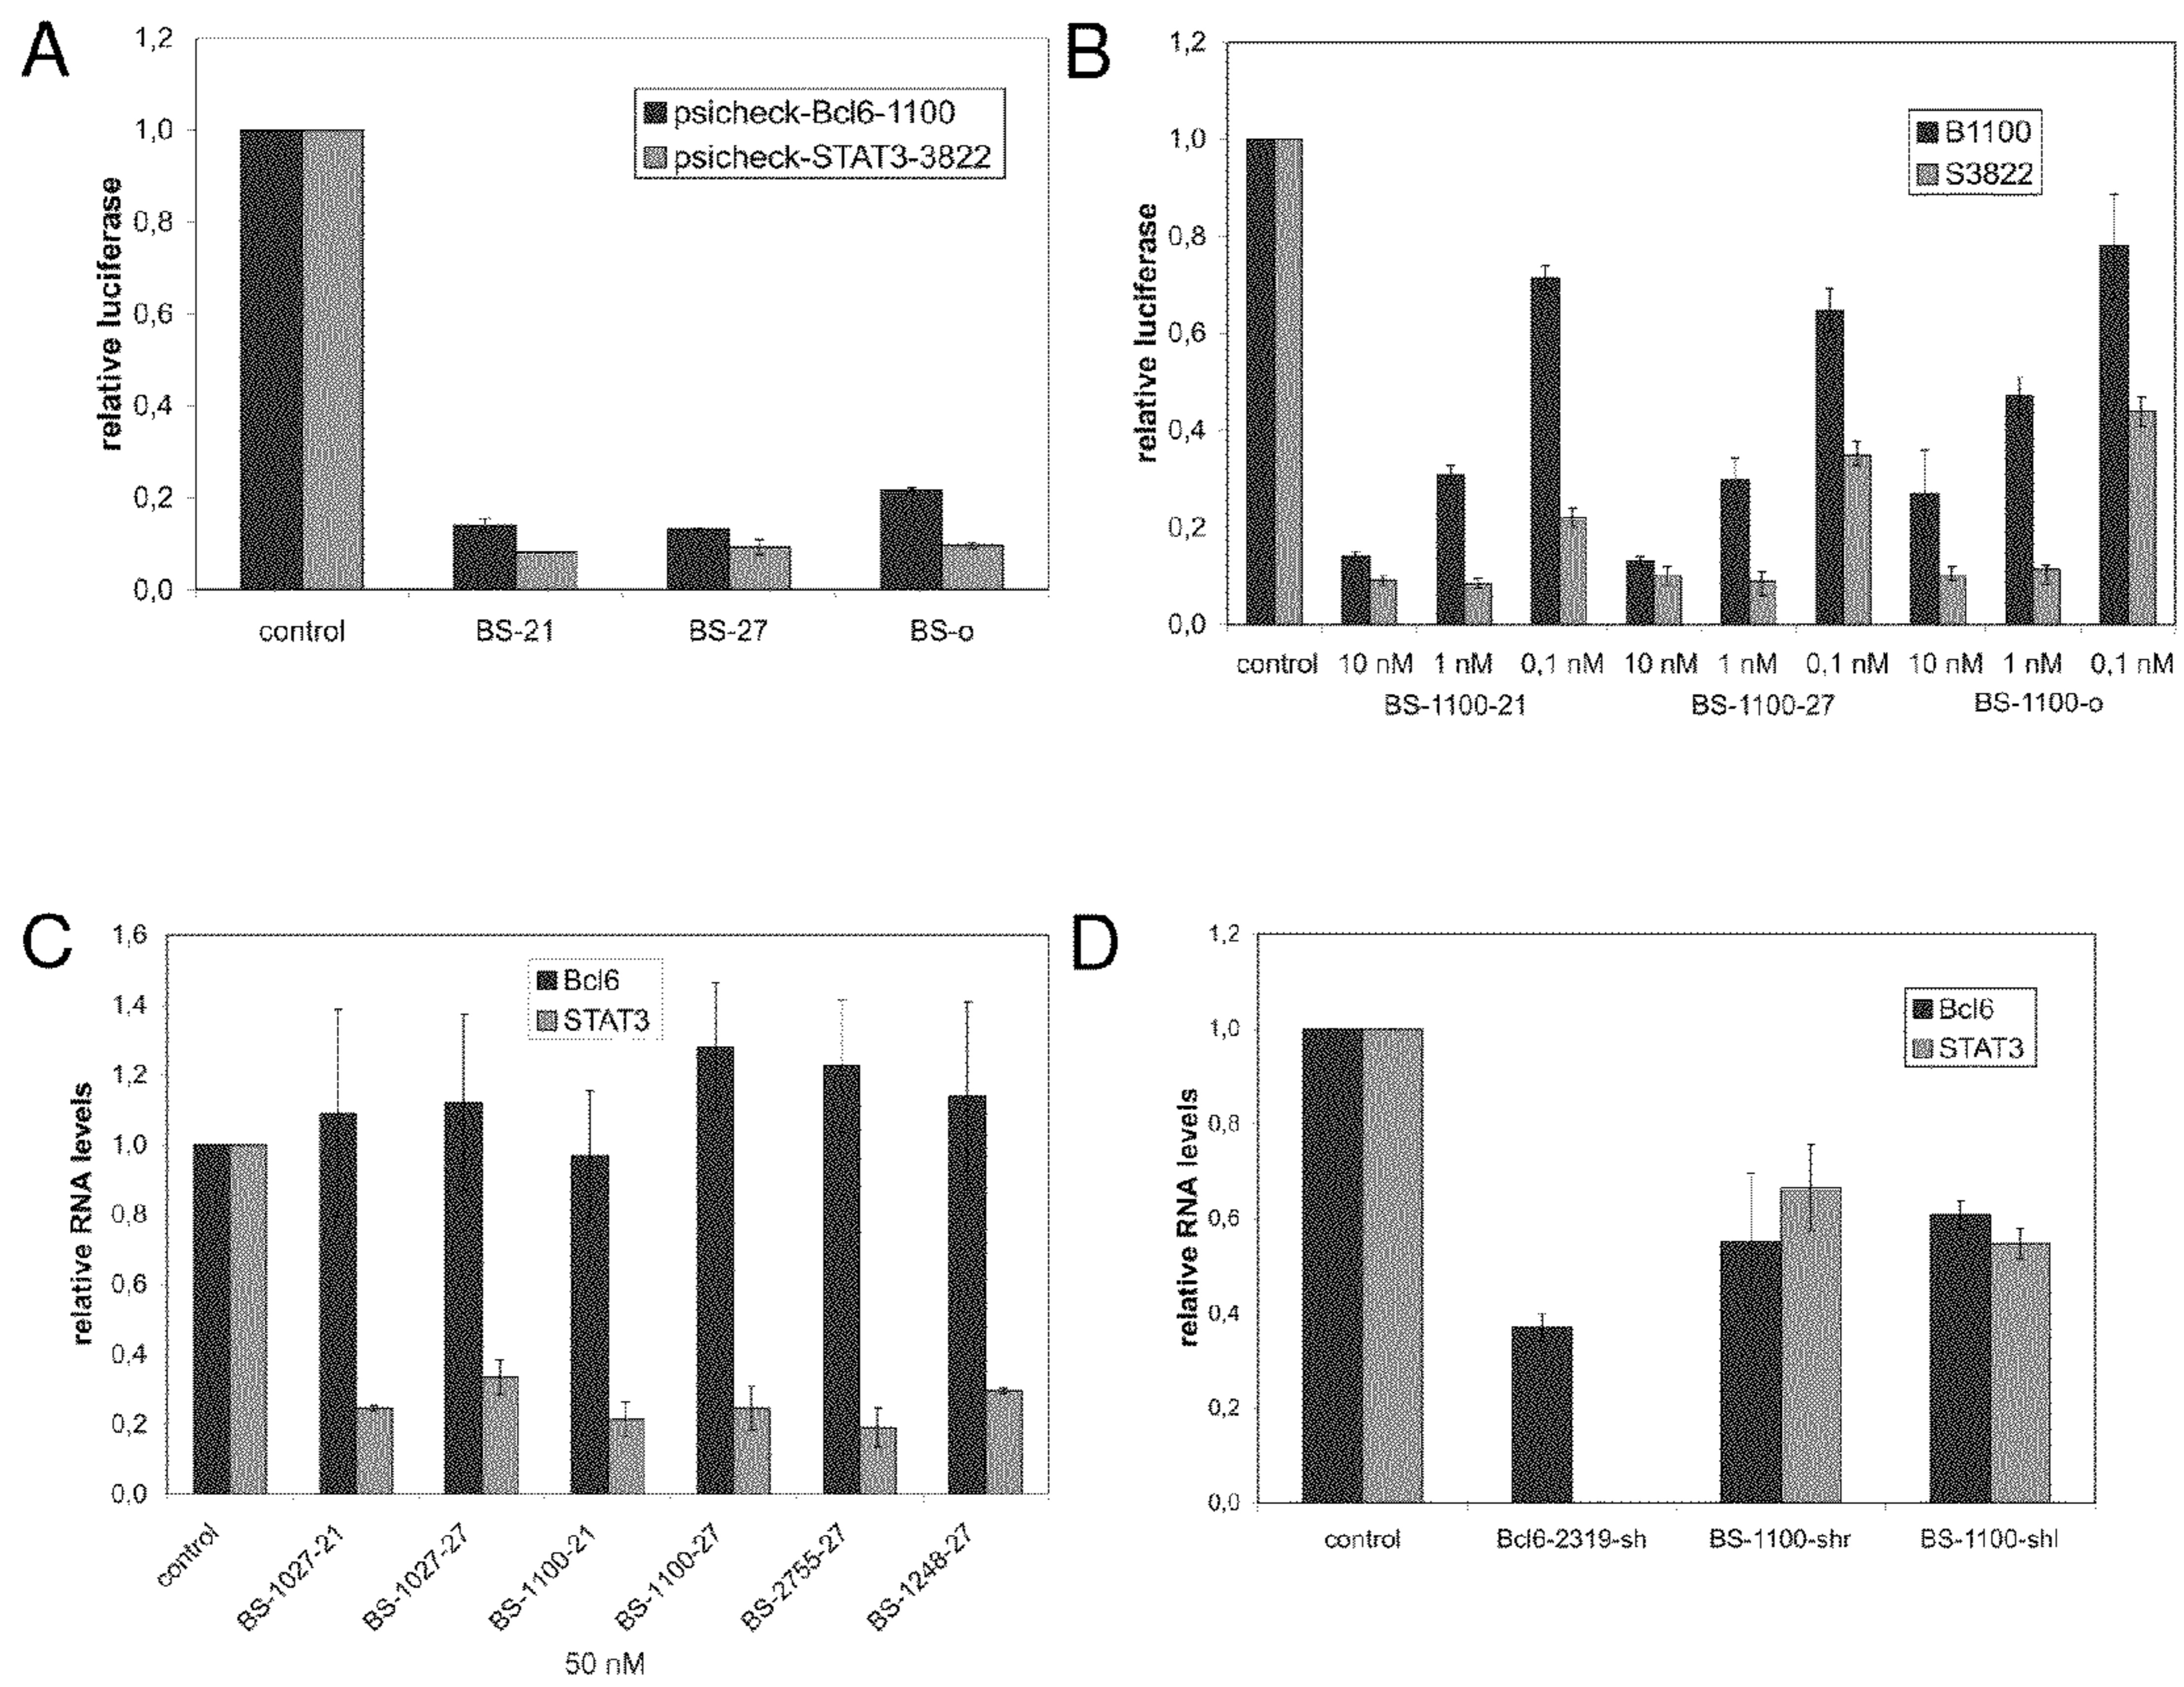 A
1,2
1,0
0,8
0,6
0,4
0,2
0,0
relative luciferase
psicheck-Bcl6-1100
psicheck-STAT3-3822
control BS-21 BS-27 BS-o
B
1,2
1,0
0,8
0,6
0,4
0,2
0,0
relative luciferase
B1100
S3822
control 10 nM 1 nM 0,1 nM 10 nM 1 nM 0,1 nM 10 nM 1 nM 0,1 nM
BS-1100-21 BS-1100-27 BS-1100-o
C
1,6
1,4
1,2
1,0
0,8
0,6
0,4
0,2
0,0
relative RNA levels
Bcl6
STAT3
control BS-1027-21 BS-1027-27 BS-1100-21 BS-1100-27 BS-2755-27 BS-1248-27
50 nM
D
1,2
1,0
0,8
0,6
0,4
0,2
0,0
relative RNA levels
Bcl6
STAT3
control Bcl6-2319-sh BS-1100-shr BS-1100-shl